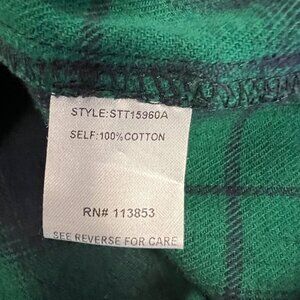 STYLE:STT15960A
SELF:100%COTTON
RN# 113853
SEE REVERSE FOR CARE